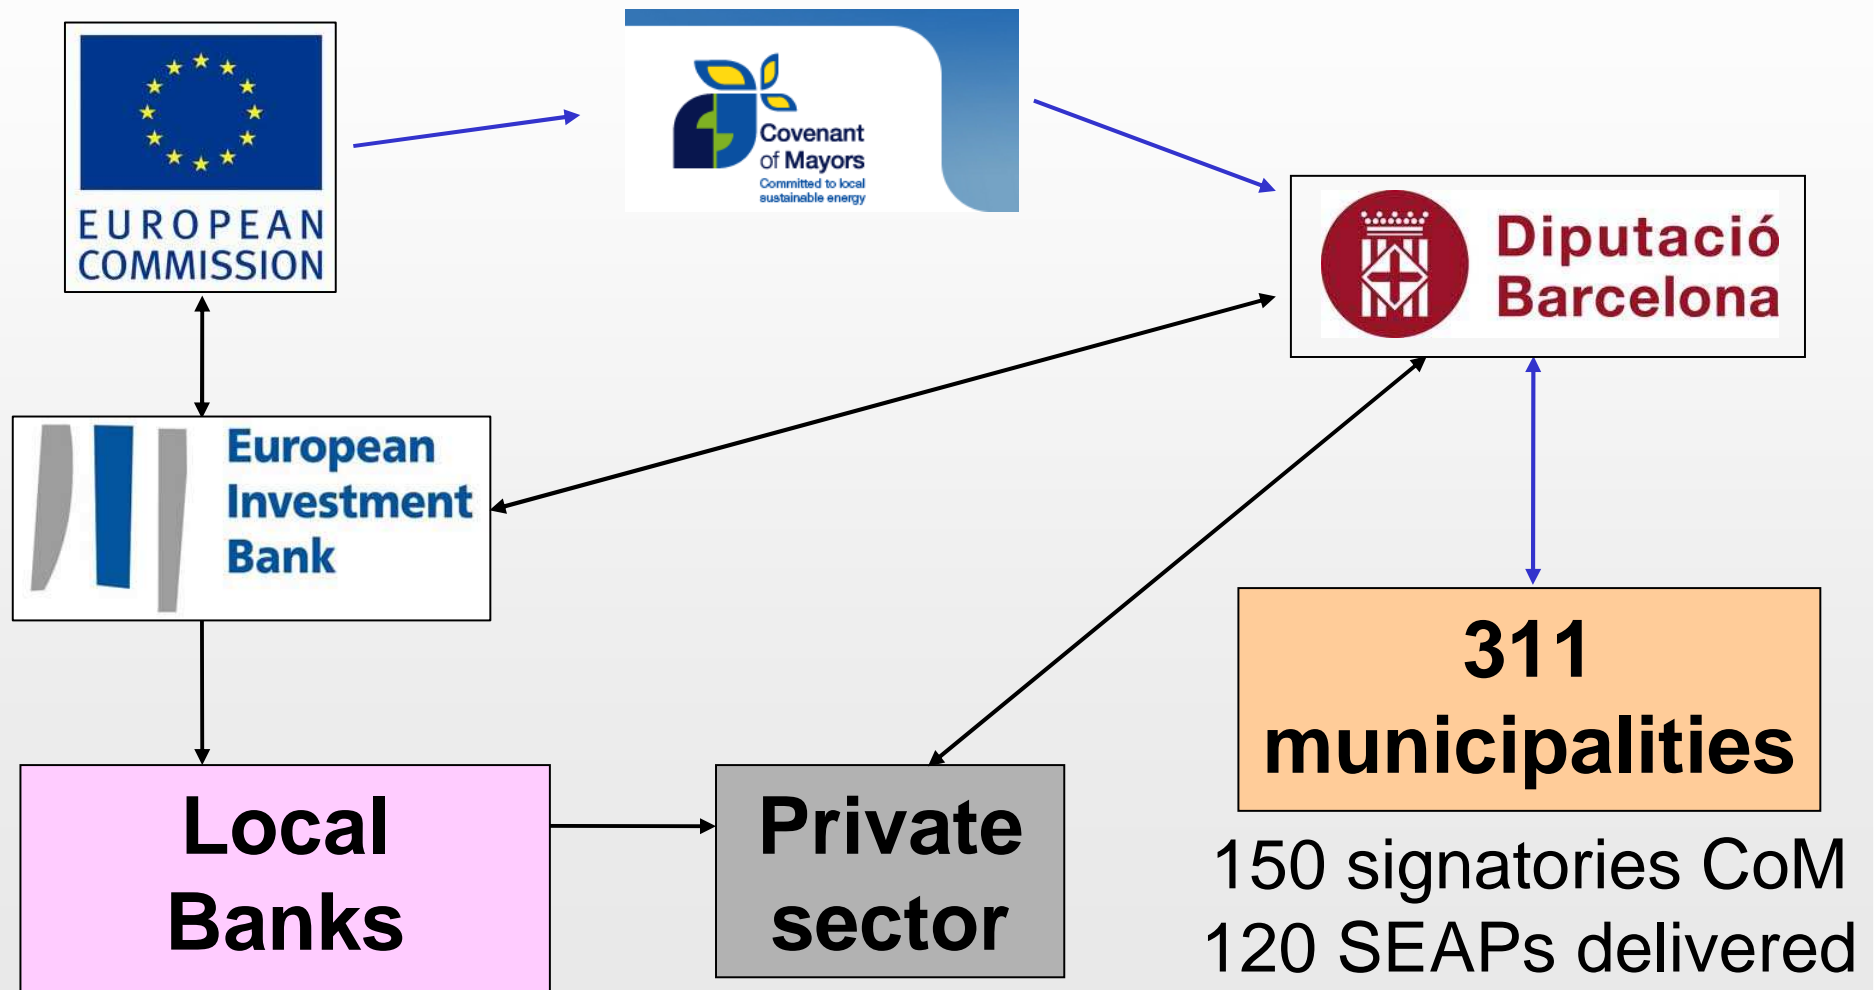 EUROPEAN
COMMISSION
Covenant
of Mayors
Committed to local
sustainable energy
Diputació
Barcelona
European
Investment
Bank
311
municipalities
Local
Banks
Private
sector
150 signatories CoM
120 SEAPs delivered